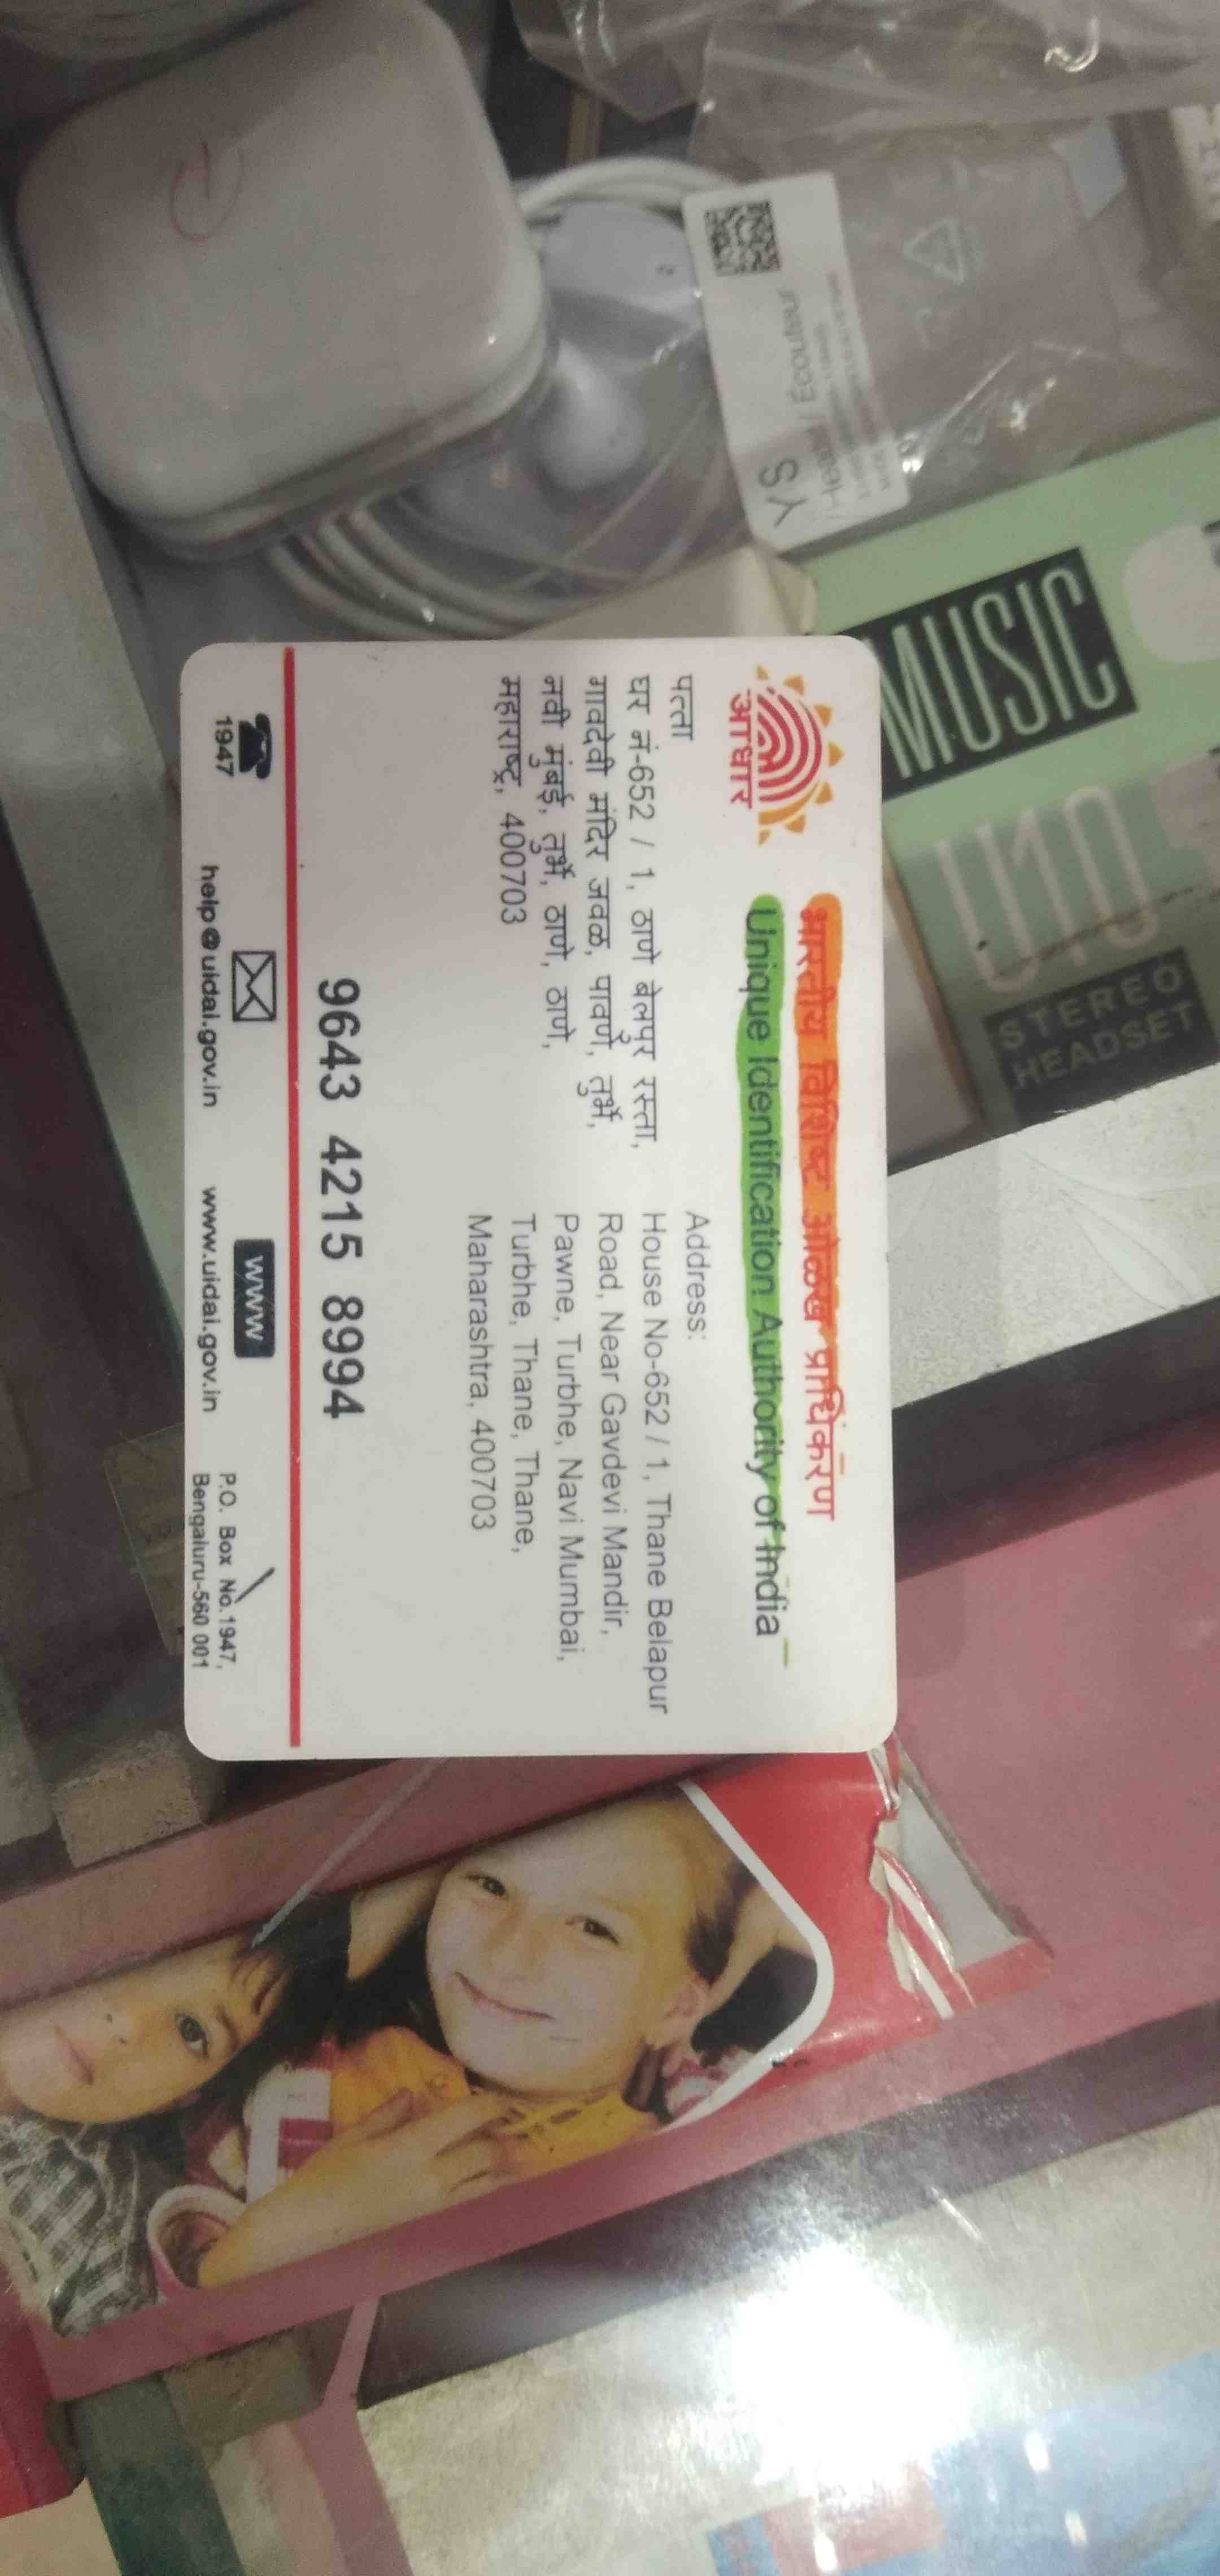 आधार
भारतीय विशिष्ट ओळख प्राधिकरण
Unique Identification Authority of India
पत्ता
घर नं-652 / 1, ठाणे बेलपुर रस्ता,
गावदेवी मंदिर जवळ, पावणे, तुर्भे,
नवी मुंबई, तुर्भे, ठाणे, ठाणे,
महाराष्ट्र, 400703
Address:
House No-652 / 1, Thane Belapur
Road, Near Gavdevi Mandir,
Pawne, Turbhe, Navi Mumbai,
Turbhe, Thane, Thane,
Maharashtra, 400703
9643 4215 8994
1947
help@uidai.gov.in
www
www.uidai.gov.in
P.O. Box No.1947,
Bengaluru-560 001
MUSIC
STEREO
HEADSET
YS